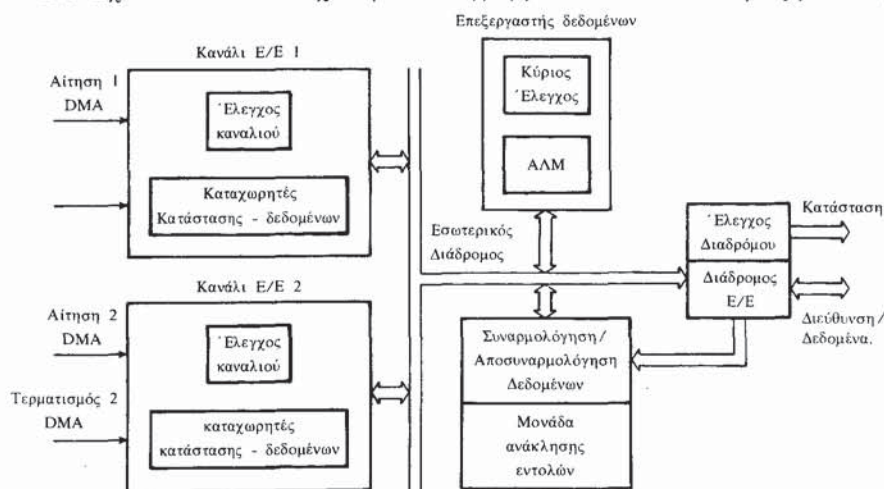 Επεξεργαστής δεδομένων
Κανάλι Ε/Ε 1
Αίτηση 1
DMA
Έλεγχος
καναλιού
Καταχωρητές
Κατάστασης - δεδομένων
Κύριος
Έλεγχος
ΑΛΜ
Εσωτερικός
Διάδρομος
Έλεγχος
Διαδρόμου
Διάδρομος
Ε/Ε
Κατάσταση
Διεύθυνση/
Δεδομένα.
Κανάλι Ε/Ε 2
Αίτηση 2
DMA
Τερματισμός 2
DMA
Έλεγχος
καναλιού
καταχωρητές
κατάστασης - δεδομένων
Συναρμολόγηση/
Αποσυναρμολόγηση
Δεδομένων
Μονάδα
ανάκλησης
εντολών